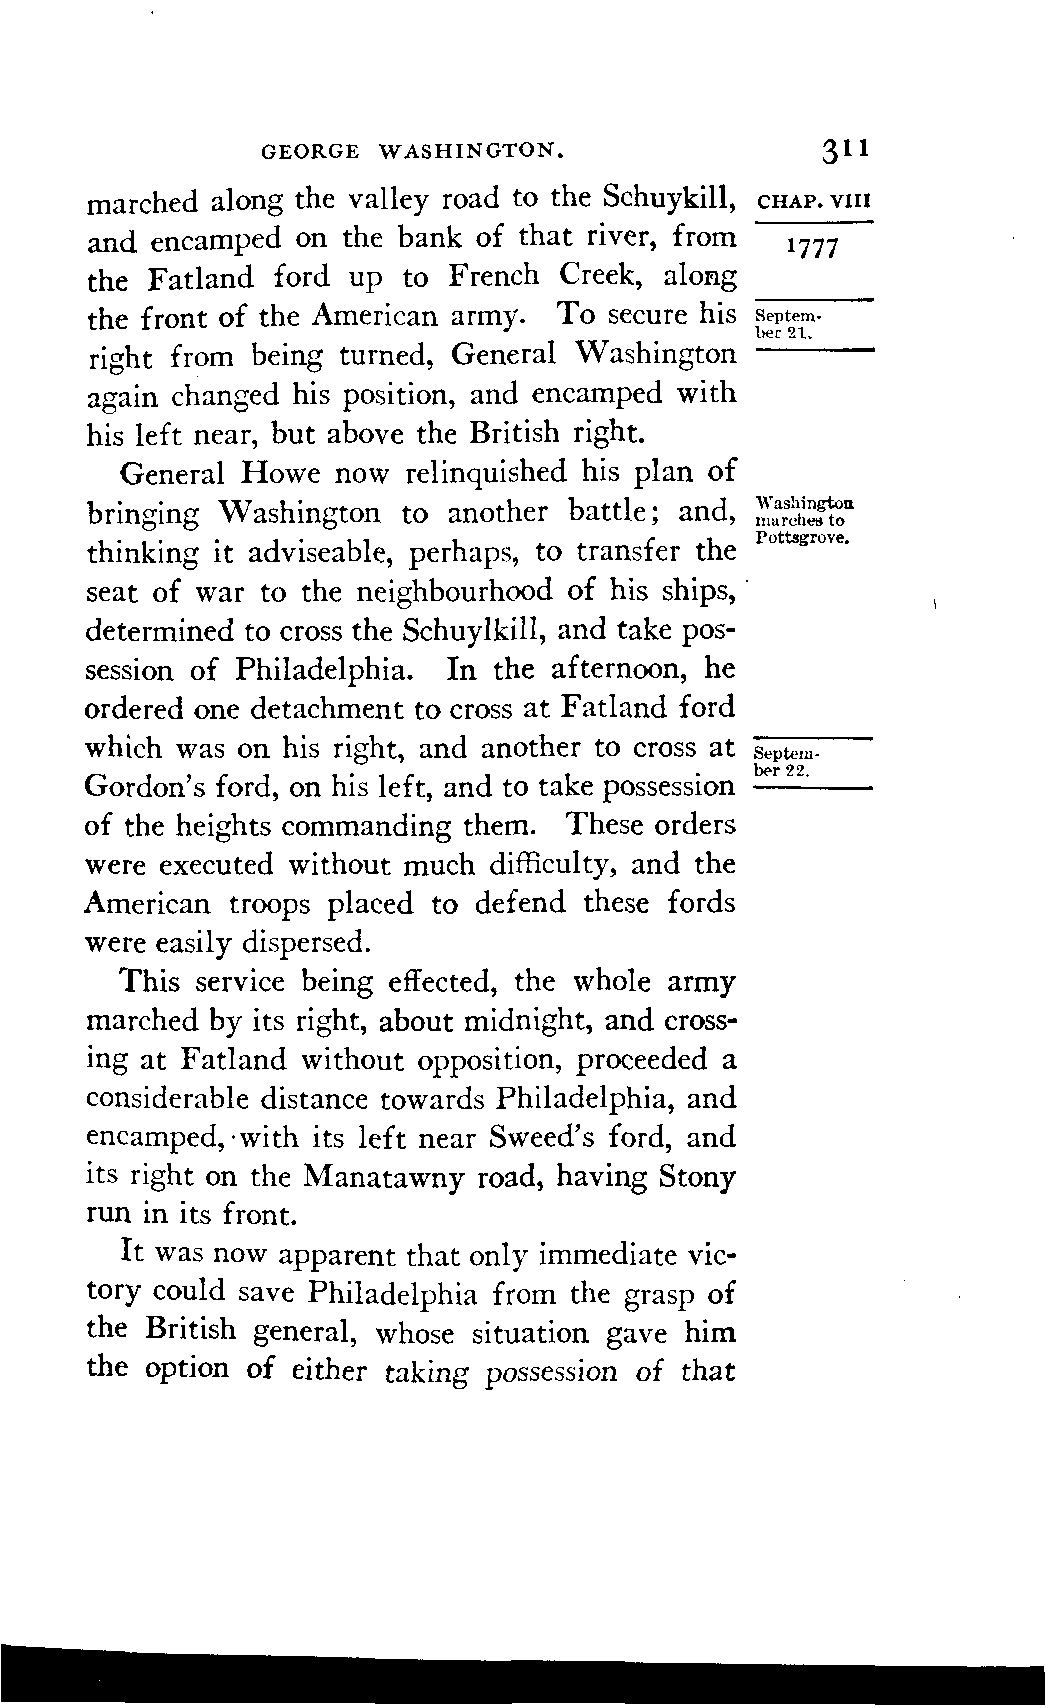 GEORGE WASHINGTON. 311
marched along the valley road to the Schuykill,
CHAP. VIII
and encamped on the bank of that river, from
1777
the Fatland ford up to French Creek, along
the front of the American army. To secure his
Septem-
ber 21.
right from being turned, General Washington
again changed his position, and encamped with
his left near, but above the British right.
General Howe now relinquished his plan of
bringing Washington to another battle; and,
Washington
marches to
Pottsgrove.
thinking it adviseable, perhaps, to transfer the
seat of war to the neighbourhood of his ships,
determined to cross the Schuylkill, and take pos-
session of Philadelphia. In the afternoon, he
ordered one detachment to cross at Fatland ford
which was on his right, and another to cross at
Septem-
ber 22.
Gordon's ford, on his left, and to take possession
of the heights commanding them. These orders
were executed without much difficulty, and the
American troops placed to defend these fords
were easily dispersed.
This service being effected, the whole army
marched by its right, about midnight, and cross-
ing at Fatland without opposition, proceeded a
considerable distance towards Philadelphia, and
encamped, with its left near Sweed's ford, and
its right on the Manatawny road, having Stony
run in its front.
It was now apparent that only immediate vic-
tory could save Philadelphia from the grasp of
the British general, whose situation gave him
the option of either taking possession of that